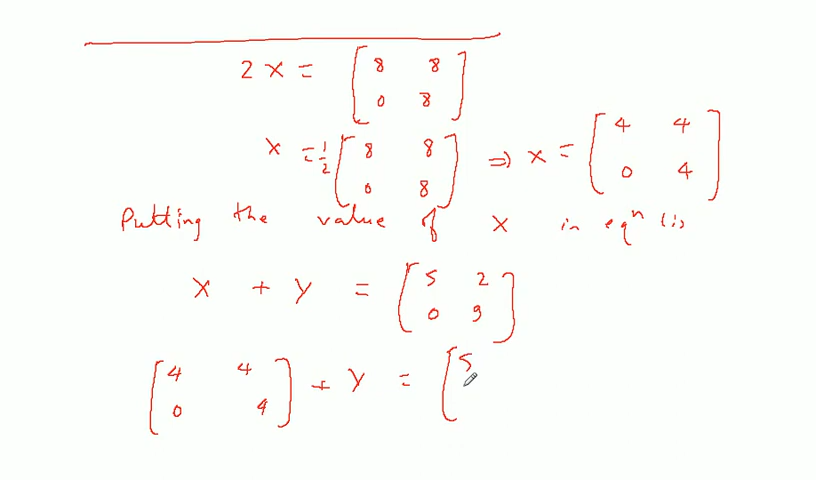 2 X = [ 8 8
0 8 ]
X = 1/2 [ 8 8
0 8 ] ⇒ X = [ 4 4
0 4 ]
Putting the value of X in eqn (i)
X + Y = [ 5 2
0 9 ]
[ 4 4
0 4 ] + Y = [ 5